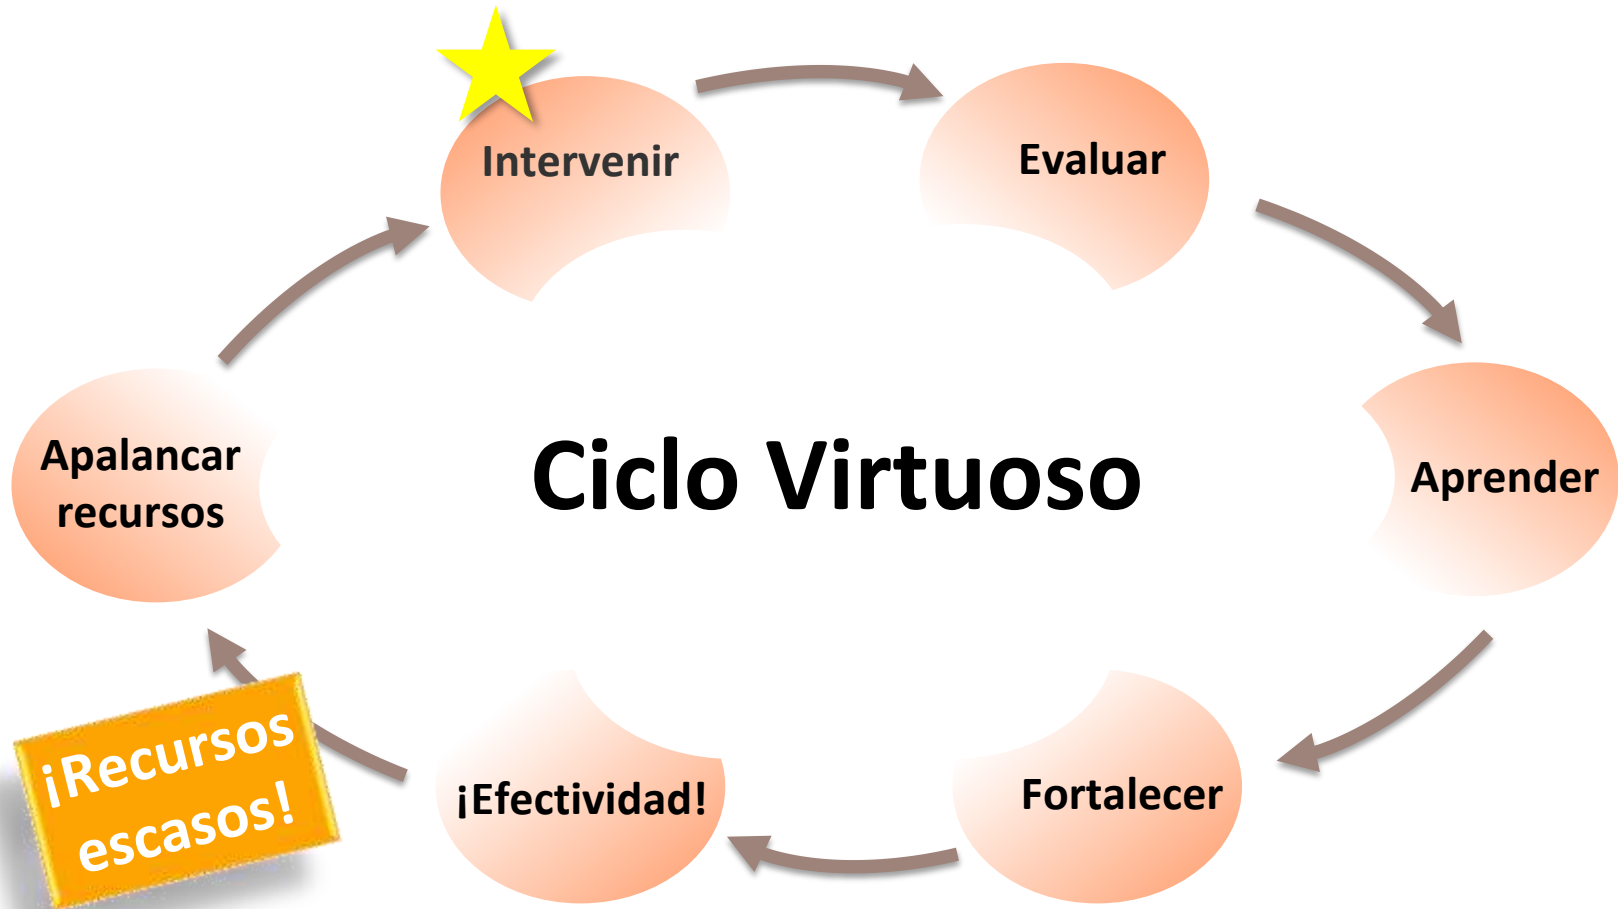 Intervenir
Evaluar
Apalancar
recursos
Ciclo Virtuoso
Aprender
¡Recursos
escasos!
¡Efectividad!
Fortalecer